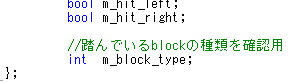 bool m_hit_left;
bool m_hit_right;
//踏んでいるblockの種類を確認用
int m_block_type;
};